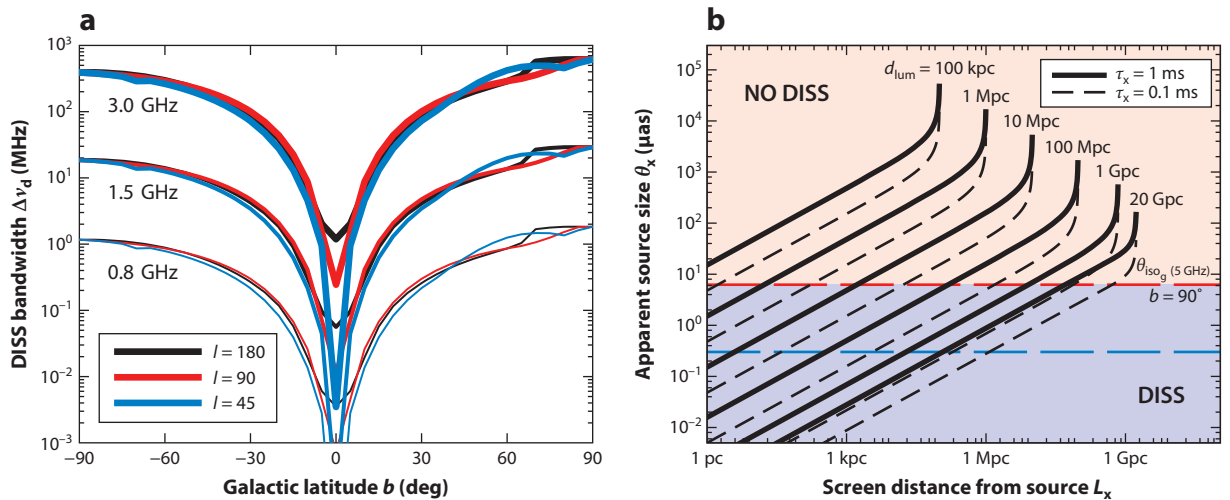 a
DISS bandwidth Δν_d (MHz)
10³
10²
10¹
10⁰
10⁻¹
10⁻²
10⁻³
3.0 GHz
1.5 GHz
0.8 GHz
l = 180
l = 90
l = 45
−90
−60
−30
0
30
60
90
Galactic latitude b (deg)
b
Apparent source size θ_x (μas)
10⁵
10⁴
10³
10²
10¹
10⁰
10⁻¹
10⁻²
NO DISS
d_lum = 100 kpc
1 Mpc
10 Mpc
100 Mpc
1 Gpc
20 Gpc
τ_x = 1 ms
τ_x = 0.1 ms
θ_iso_g (5 GHz)
b = 90°
DISS
1 pc
1 kpc
1 Mpc
1 Gpc
Screen distance from source L_x